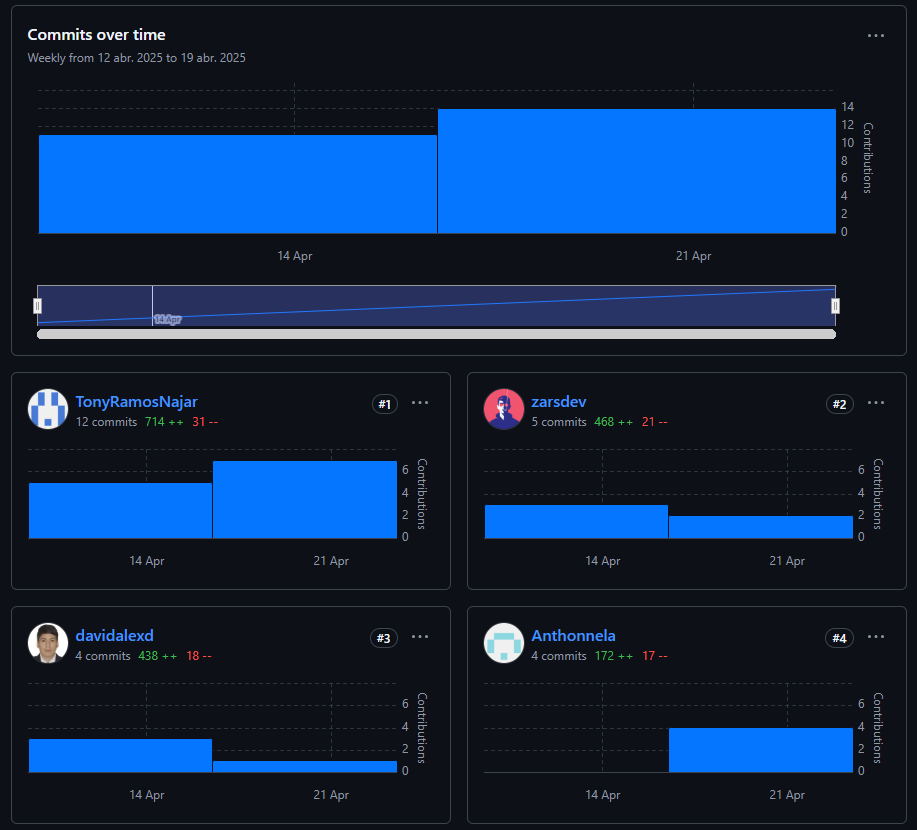 Commits over time
Weekly from 12 abr. 2025 to 19 abr. 2025
14
12
10
8
6
4
2
0
Contributions
14 Apr 21 Apr
14 Apr
TonyRamosNajar #1
12 commits 714 ++ 31 --
6
4
2
0
Contributions
14 Apr 21 Apr
zarsdev #2
5 commits 468 ++ 21 --
6
4
2
0
Contributions
14 Apr 21 Apr
davidalexd #3
4 commits 438 ++ 18 --
6
4
2
0
Contributions
14 Apr 21 Apr
Anthonnela #4
4 commits 172 ++ 17 --
6
4
2
0
Contributions
14 Apr 21 Apr